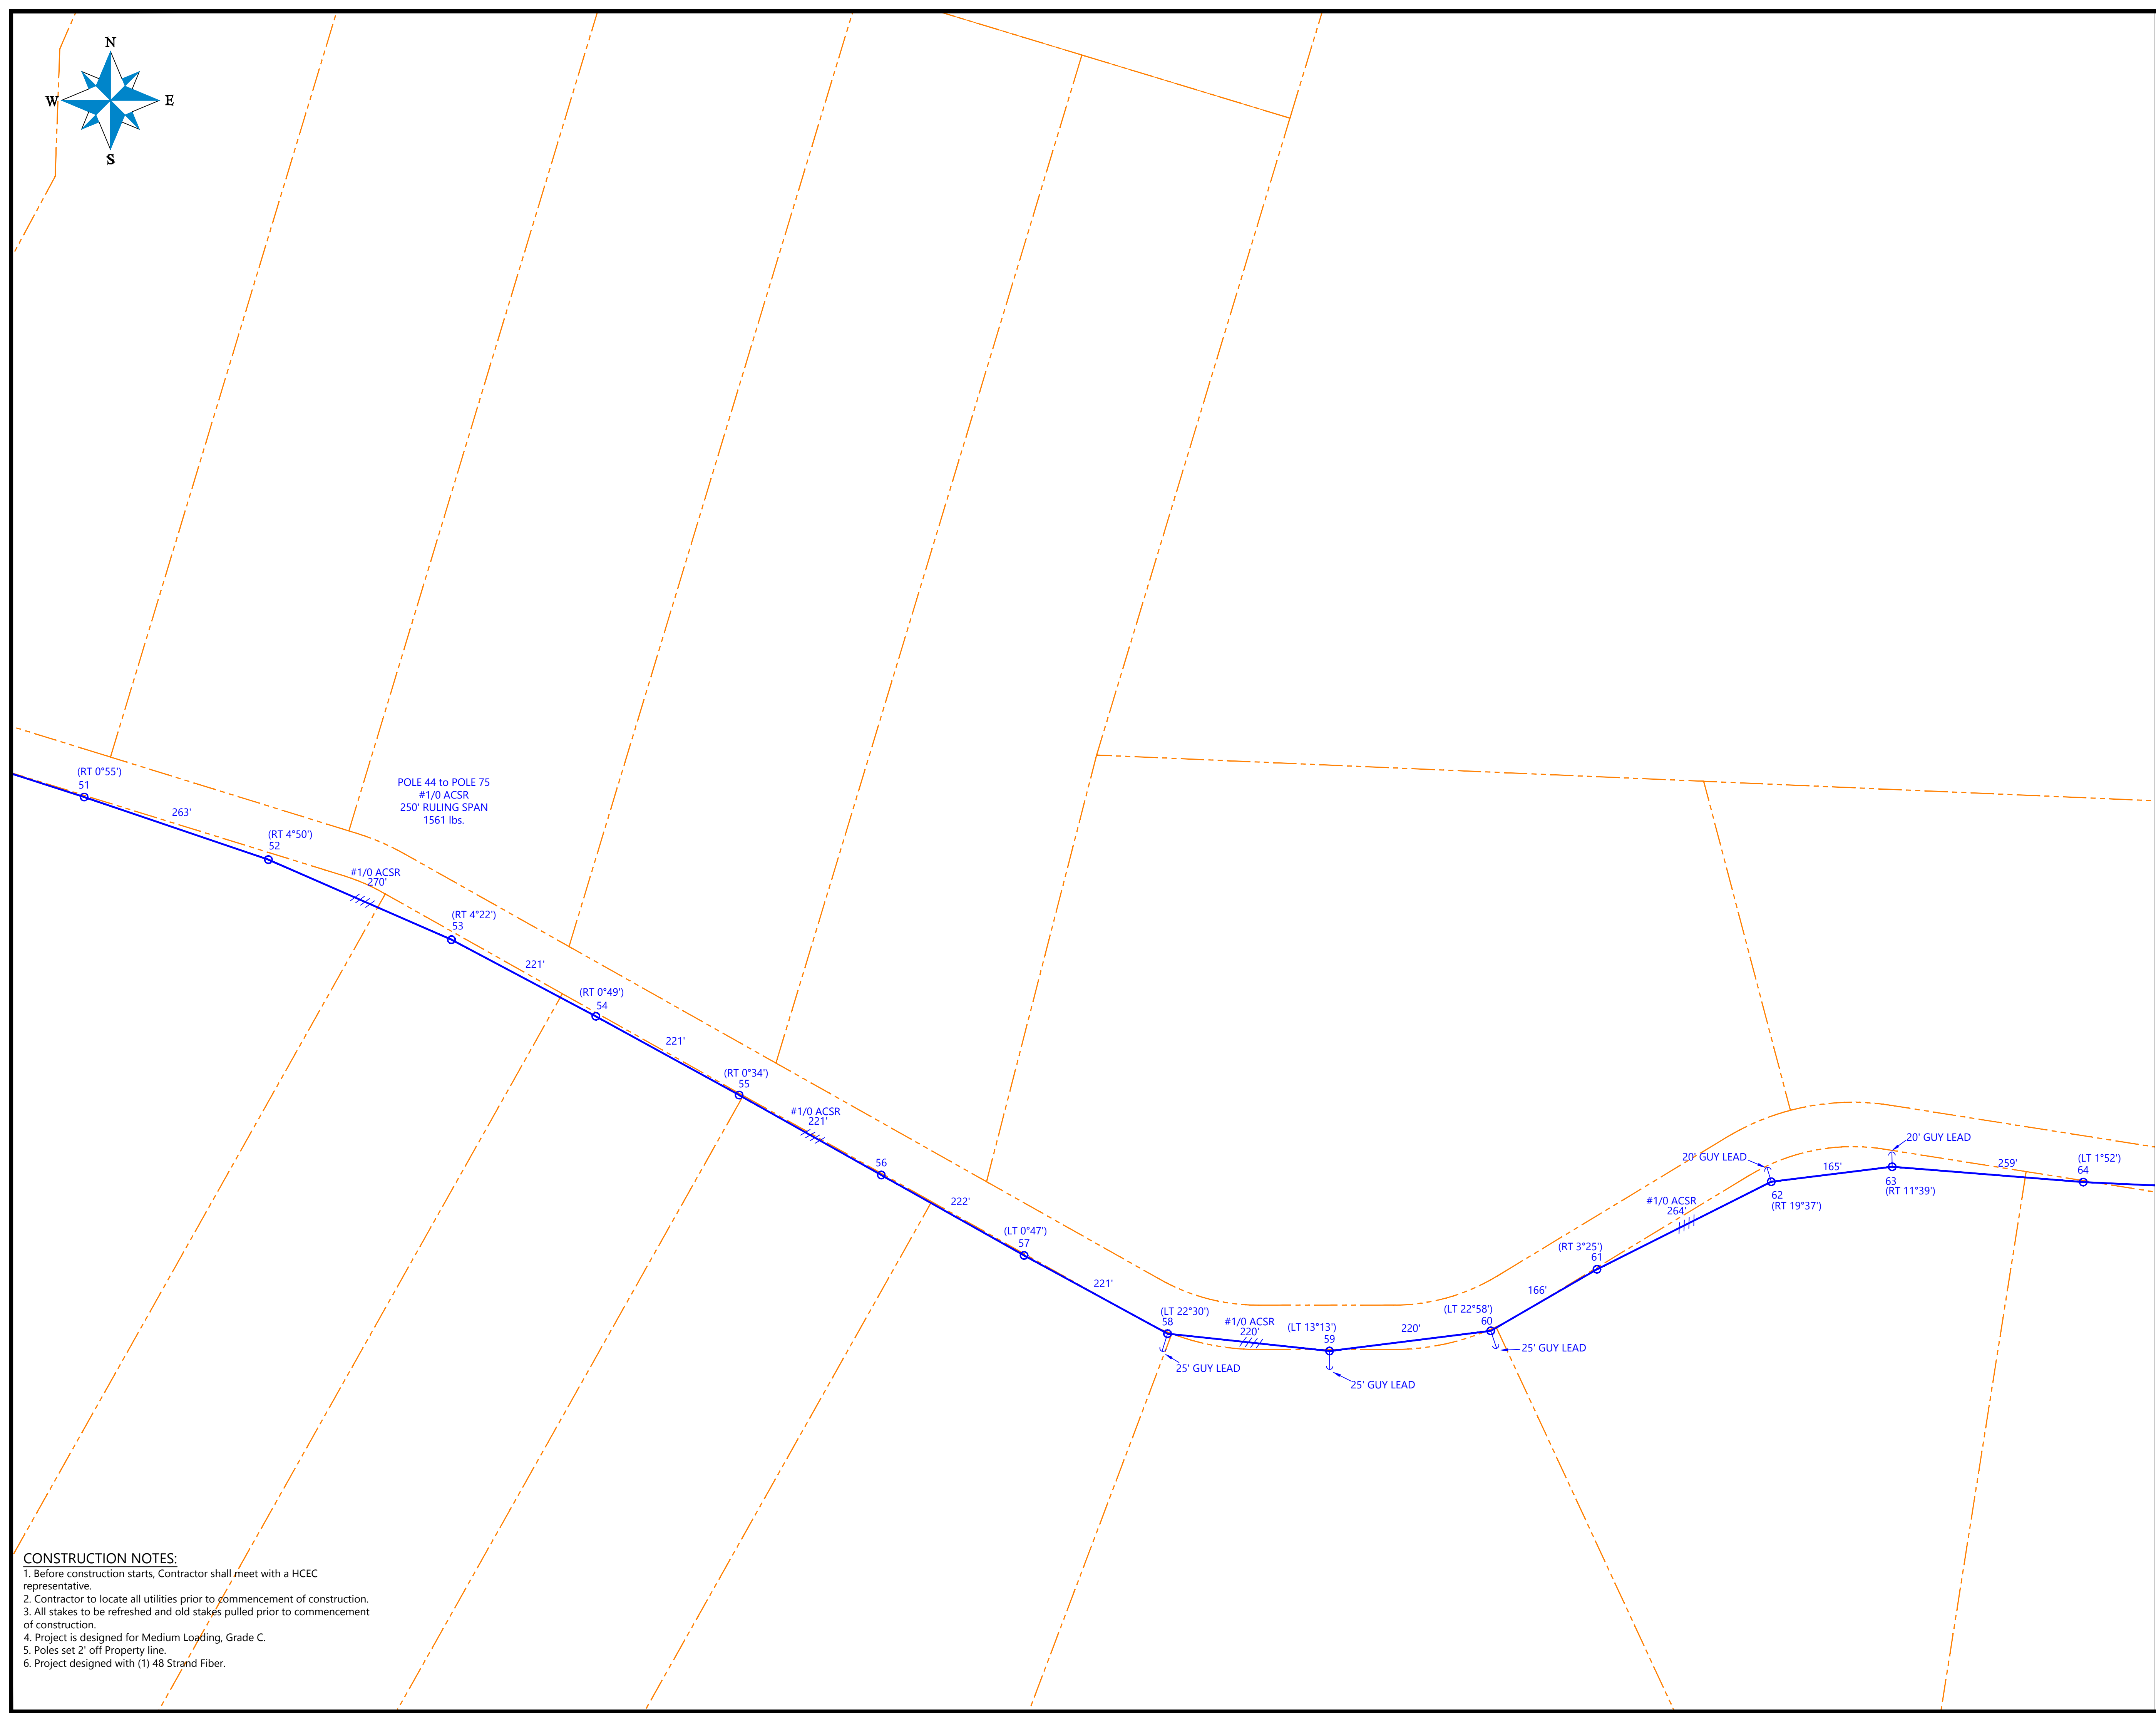 N
W
E
S
(RT 0°55')
51
263'
(RT 4°50')
52
#1/0 ACSR
270'
POLE 44 to POLE 75
#1/0 ACSR
250' RULING SPAN
1561 lbs.
(RT 4°22')
53
221'
(RT 0°49')
54
221'
(RT 0°34')
55
#1/0 ACSR
221'
56
222'
(LT 0°47')
57
221'
(LT 22°30')
58
25' GUY LEAD
#1/0 ACSR
220'
(LT 13°13')
59
25' GUY LEAD
220'
(LT 22°58')
60
25' GUY LEAD
166'
(RT 3°25')
61
#1/0 ACSR
264'
20' GUY LEAD
62
(RT 19°37')
165'
20' GUY LEAD
63
(RT 11°39')
259'
(LT 1°52')
64
CONSTRUCTION NOTES:
1. Before construction starts, Contractor shall meet with a HCEC
representative.
2. Contractor to locate all utilities prior to commencement of construction.
3. All stakes to be refreshed and old stakes pulled prior to commencement
of construction.
4. Project is designed for Medium Loading, Grade C.
5. Poles set 2' off Property line.
6. Project designed with (1) 48 Strand Fiber.